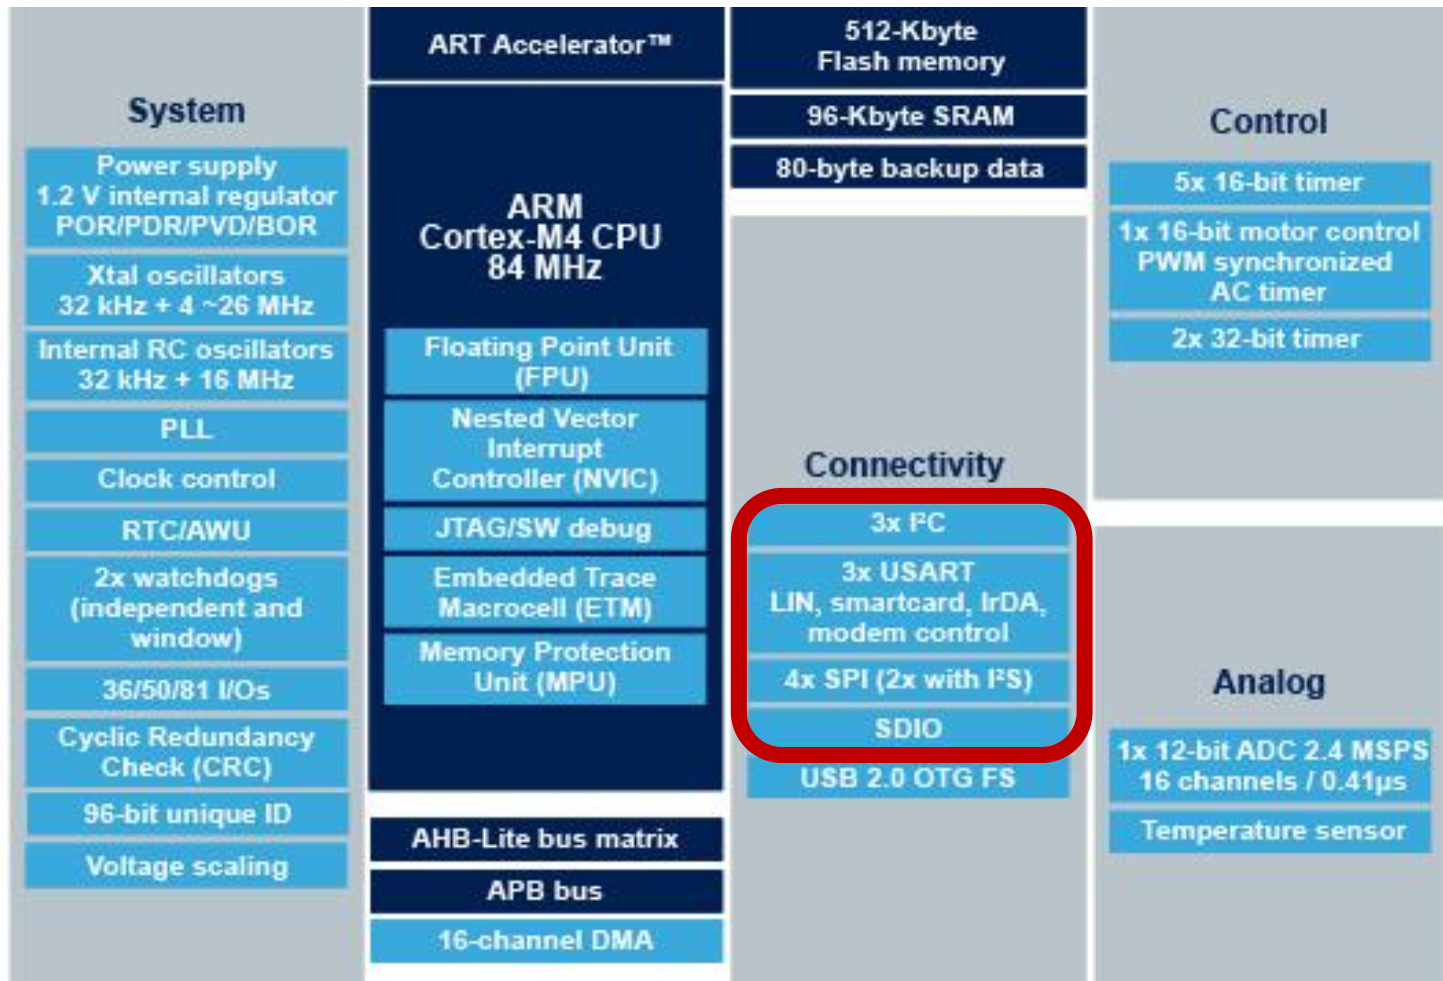 System
Power supply
1.2 V internal regulator
POR/PDR/PVD/BOR
Xtal oscillators
32 kHz + 4 ~26 MHz
Internal RC oscillators
32 kHz + 16 MHz
PLL
Clock control
RTC/AWU
2x watchdogs
(independent and
window)
36/50/81 I/Os
Cyclic Redundancy
Check (CRC)
96-bit unique ID
Voltage scaling
ART Accelerator™
ARM
Cortex-M4 CPU
84 MHz
Floating Point Unit
(FPU)
Nested Vector
Interrupt
Controller (NVIC)
JTAG/SW debug
Embedded Trace
Macrocell (ETM)
Memory Protection
Unit (MPU)
AHB-Lite bus matrix
APB bus
16-channel DMA
512-Kbyte
Flash memory
96-Kbyte SRAM
80-byte backup data
Connectivity
3x I²C
3x USART
LIN, smartcard, IrDA,
modem control
4x SPI (2x with I²S)
SDIO
USB 2.0 OTG FS
Control
5x 16-bit timer
1x 16-bit motor control
PWM synchronized
AC timer
2x 32-bit timer
Analog
1x 12-bit ADC 2.4 MSPS
16 channels / 0.41µs
Temperature sensor